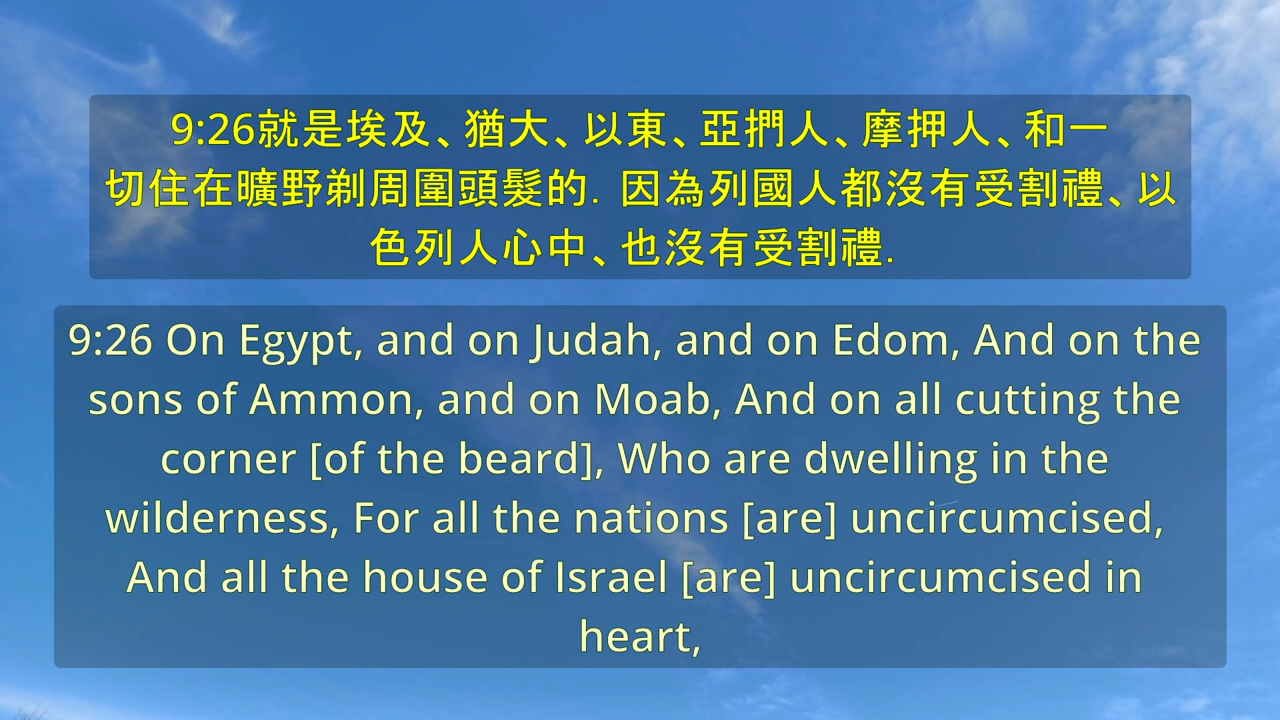 9:26就是埃及、猶大、以東、亞捫人、摩押人、和一
切住在曠野剃周圍頭髮的. 因為列國人都沒有受割禮、以
色列人心中、也沒有受割禮.
9:26 On Egypt, and on Judah, and on Edom, And on the
sons of Ammon, and on Moab, And on all cutting the
corner [of the beard], Who are dwelling in the
wilderness, For all the nations [are] uncircumcised,
And all the house of Israel [are] uncircumcised in
heart,